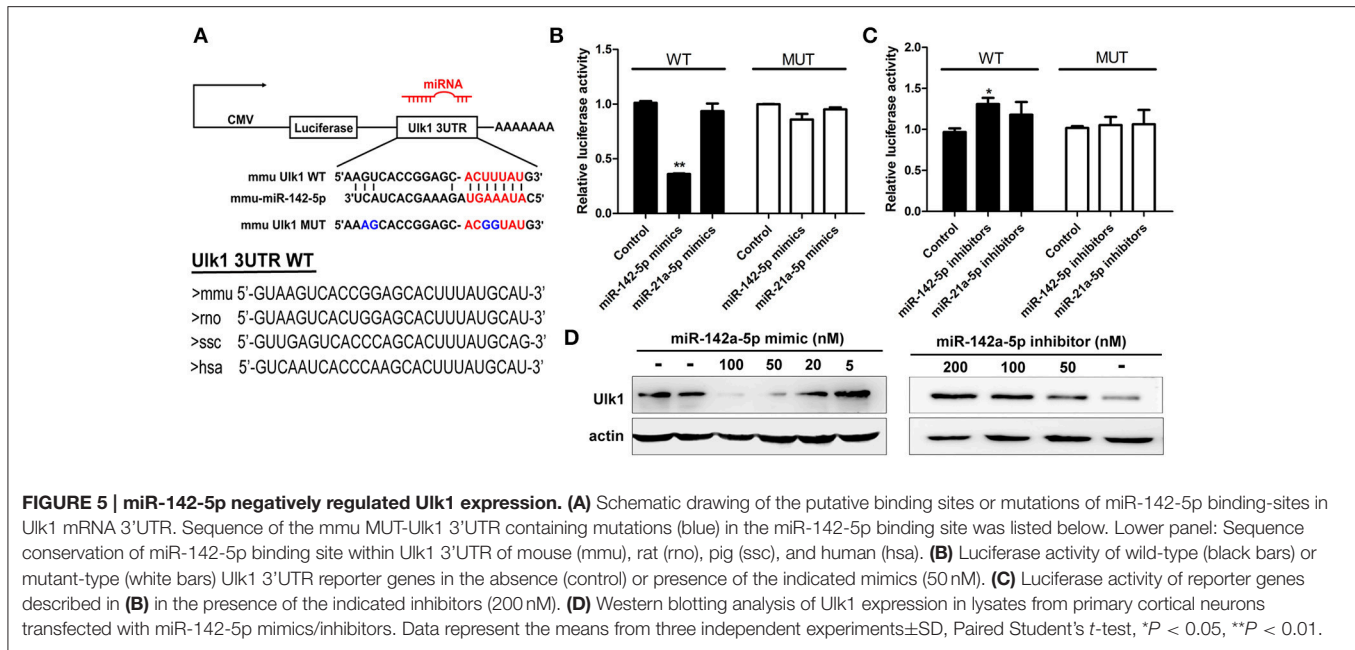 A
miRNA
CMV
Luciferase
Ulk1 3UTR
AAAAAAA
mmu Ulk1 WT 5'AAGUCACCGGAGC- ACUUUAUG3'
mmu-miR-142-5p 3'UCAUCACGAAAGAUGAAAUAC5'
mmu Ulk1 MUT 5'AAAGCACCGGAGC- ACGGUAUG3'
Ulk1 3UTR WT
>mmu 5'-GUAAGUCACCGGAGCACUUUAUGCAU-3'
>rno 5'-GUAAGUCACUGGAGCACUUUAUGCAU-3'
>ssc 5'-GUUGAGUCACCCAGCACUUUAUGCAG-3'
>hsa 5'-GUCAAUCACCCAAGCACUUUAUGCAU-3'
B
Relative luciferase activity
1.5
1.0
0.5
0.0
WT
MUT
**
Control
miR-142-5p mimics
miR-21a-5p mimics
Control
miR-142-5p mimics
miR-21a-5p mimics
C
Relative luciferase activity
2.0
1.5
1.0
0.5
0.0
WT
MUT
*
Control
miR-142-5p inhibitors
miR-21a-5p inhibitors
Control
miR-142-5p inhibitors
miR-21a-5p inhibitors
D
miR-142a-5p mimic (nM)
- - 100 50 20 5
miR-142a-5p inhibitor (nM)
200 100 50 -
Ulk1
actin
FIGURE 5 | miR-142-5p negatively regulated Ulk1 expression. (A) Schematic drawing of the putative binding sites or mutations of miR-142-5p binding-sites in
Ulk1 mRNA 3'UTR. Sequence of the mmu MUT-Ulk1 3'UTR containing mutations (blue) in the miR-142-5p binding site was listed below. Lower panel: Sequence
conservation of miR-142-5p binding site within Ulk1 3'UTR of mouse (mmu), rat (rno), pig (ssc), and human (hsa). (B) Luciferase activity of wild-type (black bars) or
mutant-type (white bars) Ulk1 3'UTR reporter genes in the absence (control) or presence of the indicated mimics (50 nM). (C) Luciferase activity of reporter genes
described in (B) in the presence of the indicated inhibitors (200 nM). (D) Western blotting analysis of Ulk1 expression in lysates from primary cortical neurons
transfected with miR-142-5p mimics/inhibitors. Data represent the means from three independent experiments±SD, Paired Student's t-test, *P < 0.05, **P < 0.01.